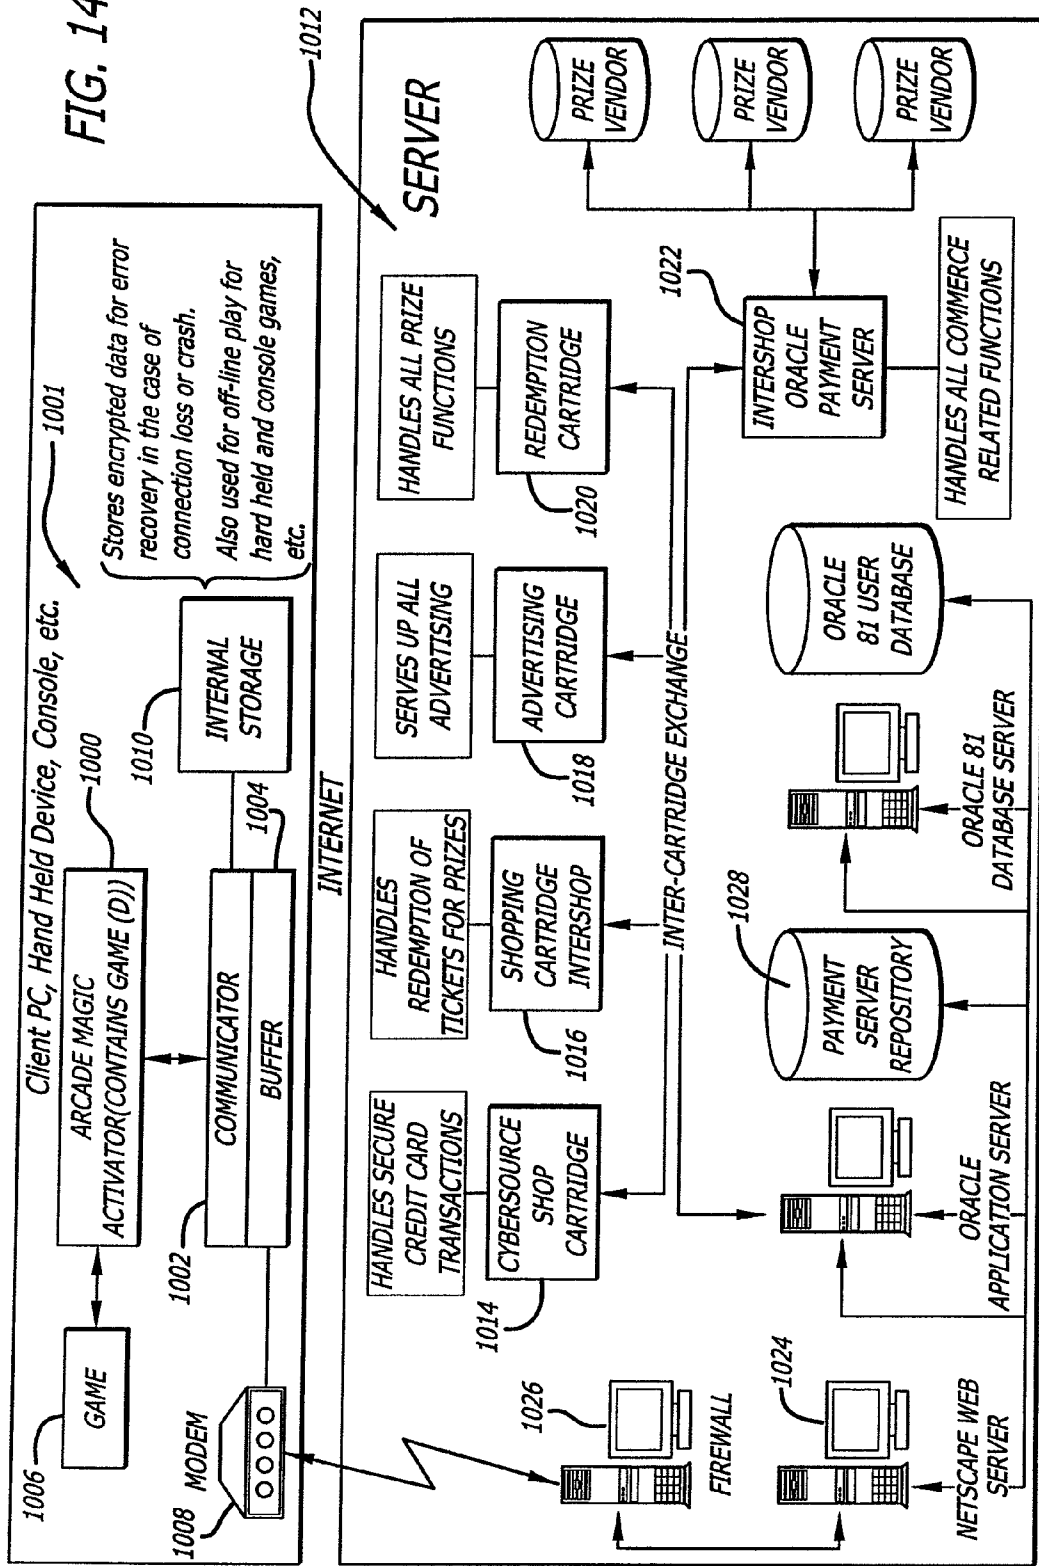 FIG. 14
Client PC, Hand Held Device, Console, etc.
1001
1006
GAME
1000
ARCADE MAGIC
ACTIVATOR(CONTAINS GAME (D))
1010
INTERNAL
STORAGE
Stores encrypted data for error
recovery in the case of
connection loss or crash.
Also used for off-line play for
hard held and console games,
etc.
1002
COMMUNICATOR
BUFFER
1004
MODEM
1008
INTERNET
1012
SERVER
HANDLES SECURE
CREDIT CARD
TRANSACTIONS
CYBERSOURCE
SHOP
CARTRIDGE
1014
HANDLES
REDEMPTION OF
TICKETS FOR PRIZES
SHOPPING
CARTRIDGE
INTERSHOP
1016
SERVES UP ALL
ADVERTISING
ADVERTISING
CARTRIDGE
1018
HANDLES ALL PRIZE
FUNCTIONS
REDEMPTION
CARTRIDGE
1020
INTER-CARTRIDGE EXCHANGE
1026
FIREWALL
1024
NETSCAPE WEB
SERVER
ORACLE
APPLICATION SERVER
1028
PAYMENT
SERVER
REPOSITORY
ORACLE 81
DATABASE SERVER
ORACLE
81 USER
DATABASE
1022
INTERSHOP
ORACLE
PAYMENT
SERVER
HANDLES ALL COMMERCE
RELATED FUNCTIONS
PRIZE
VENDOR
PRIZE
VENDOR
PRIZE
VENDOR